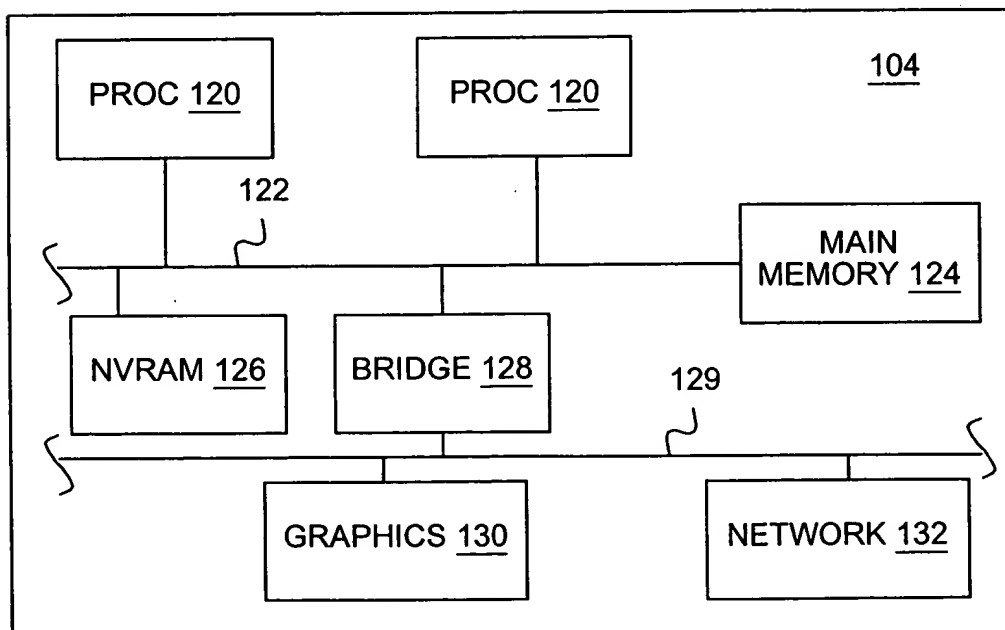 104
PROC 120
PROC 120
122
MAIN
MEMORY 124
NVRAM 126
BRIDGE 128
129
GRAPHICS 130
NETWORK 132